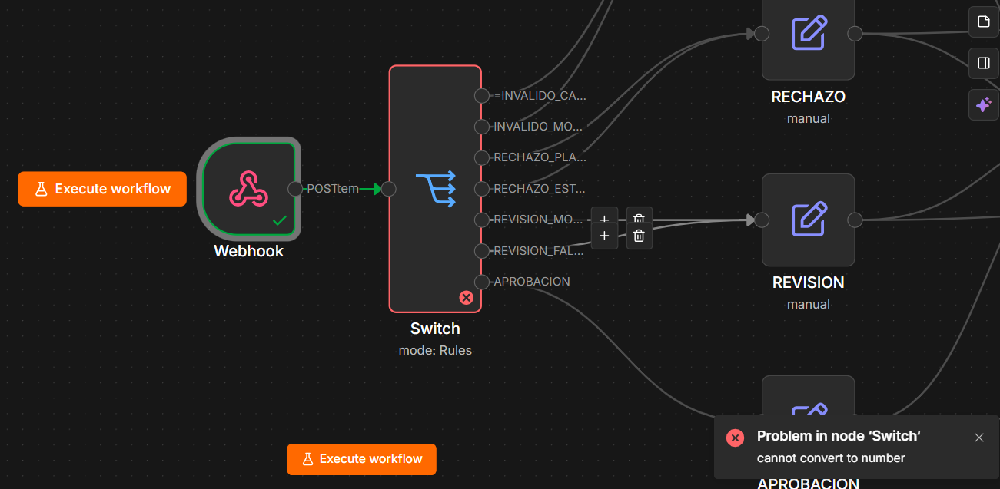 =INVALIDO_CA...
INVALIDO_MO...
RECHAZO_PLA...
RECHAZO_EST...
REVISION_MO...
REVISION_FAL...
APROBACION
Execute workflow
POST
Webhook
Switch
mode: Rules
RECHAZO
manual
REVISION
manual
Execute workflow
Problem in node ‘Switch‘
cannot convert to number
APROBACION